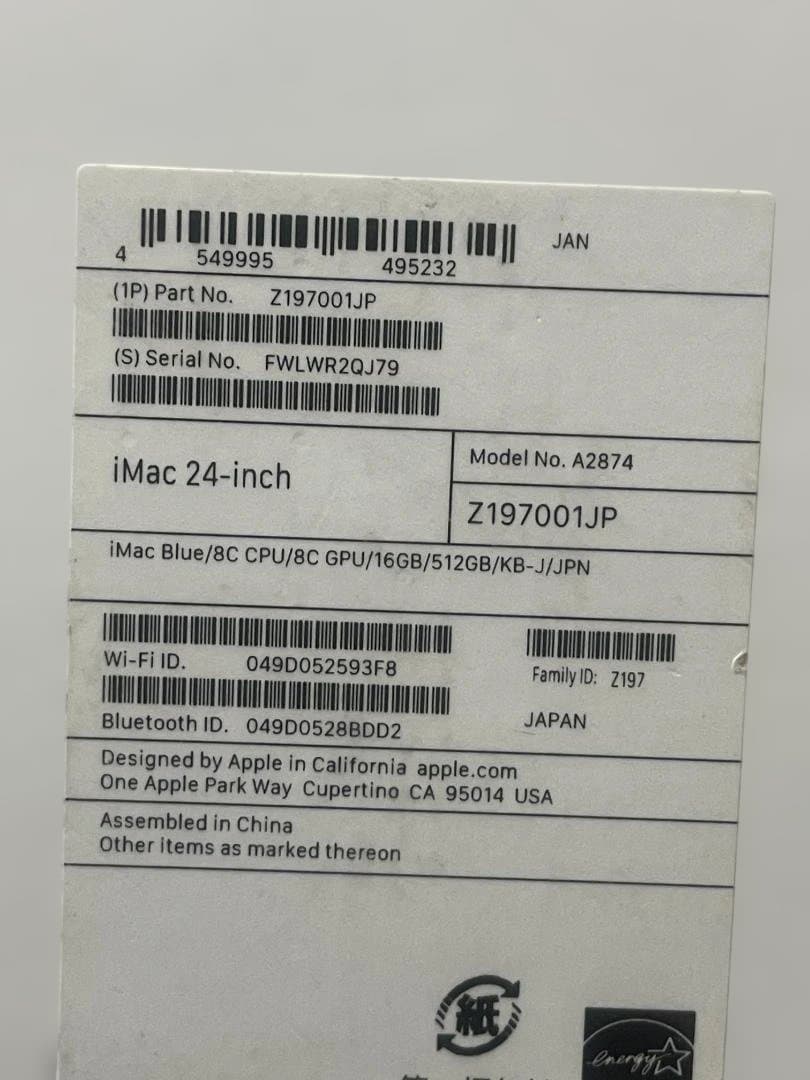 4 549995 495232 JAN
(1P) Part No. Z197001JP
(S) Serial No. FWLWR2QJ79
iMac 24-inch
Model No. A2874
Z197001JP
iMac Blue/8C CPU/8C GPU/16GB/512GB/KB-J/JPN
Wi-Fi ID. 049D052593F8
Family ID: Z197
Bluetooth ID. 049D0528BDD2
JAPAN
Designed by Apple in California apple.com
One Apple Park Way Cupertino CA 95014 USA
Assembled in China
Other items as marked thereon
紙
energy